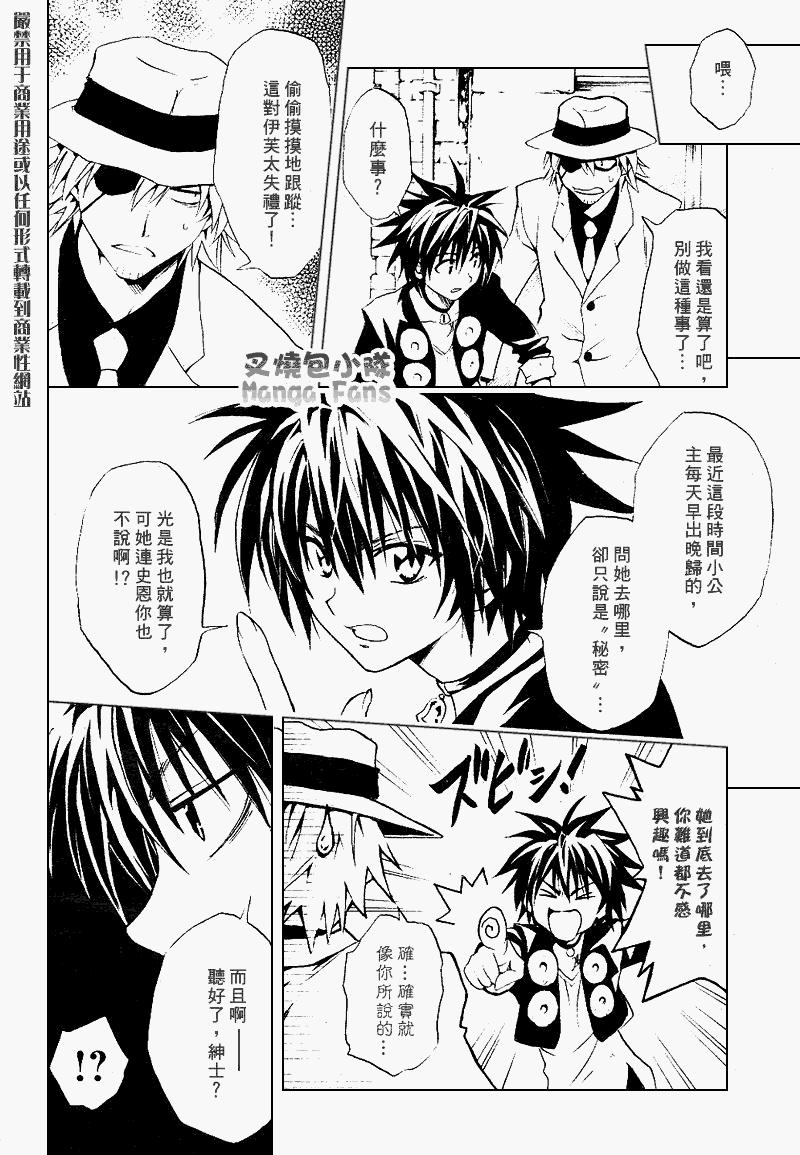 喂…
我看還是算了吧，
別做這種事了…
什麼事？
偷偷摸摸地跟蹤…
這對伊芙太失禮了！
最近這段時間小公
主每天早出晚歸的，
問她去哪里，
卻只說是〝秘密〞…
光是我也就算了，
可她連史恩你也
不說啊！？
她到底去了哪里，
你難道都不感
興趣嗎！
ズビシ！
確…確實就
像你所說的…
而且啊——
聽好了，紳士？
！？
叉燒包小隊
Manga Fans
嚴禁用于商業用途或以任何形式轉載到商業性網站